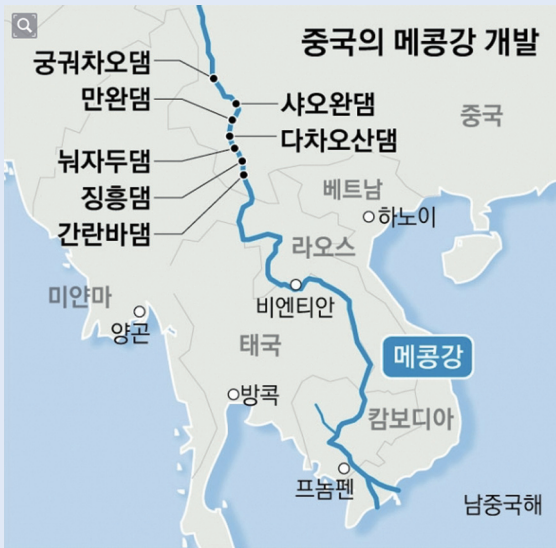 중국의 메콩강 개발
궁궈차오댐
만완댐
샤오완댐
중국
다차오산댐
눠자두댐
징훙댐
베트남
하노이
간란바댐
라오스
미얀마
비엔티안
양곤
태국
메콩강
방콕
캄보디아
프놈펜
남중국해